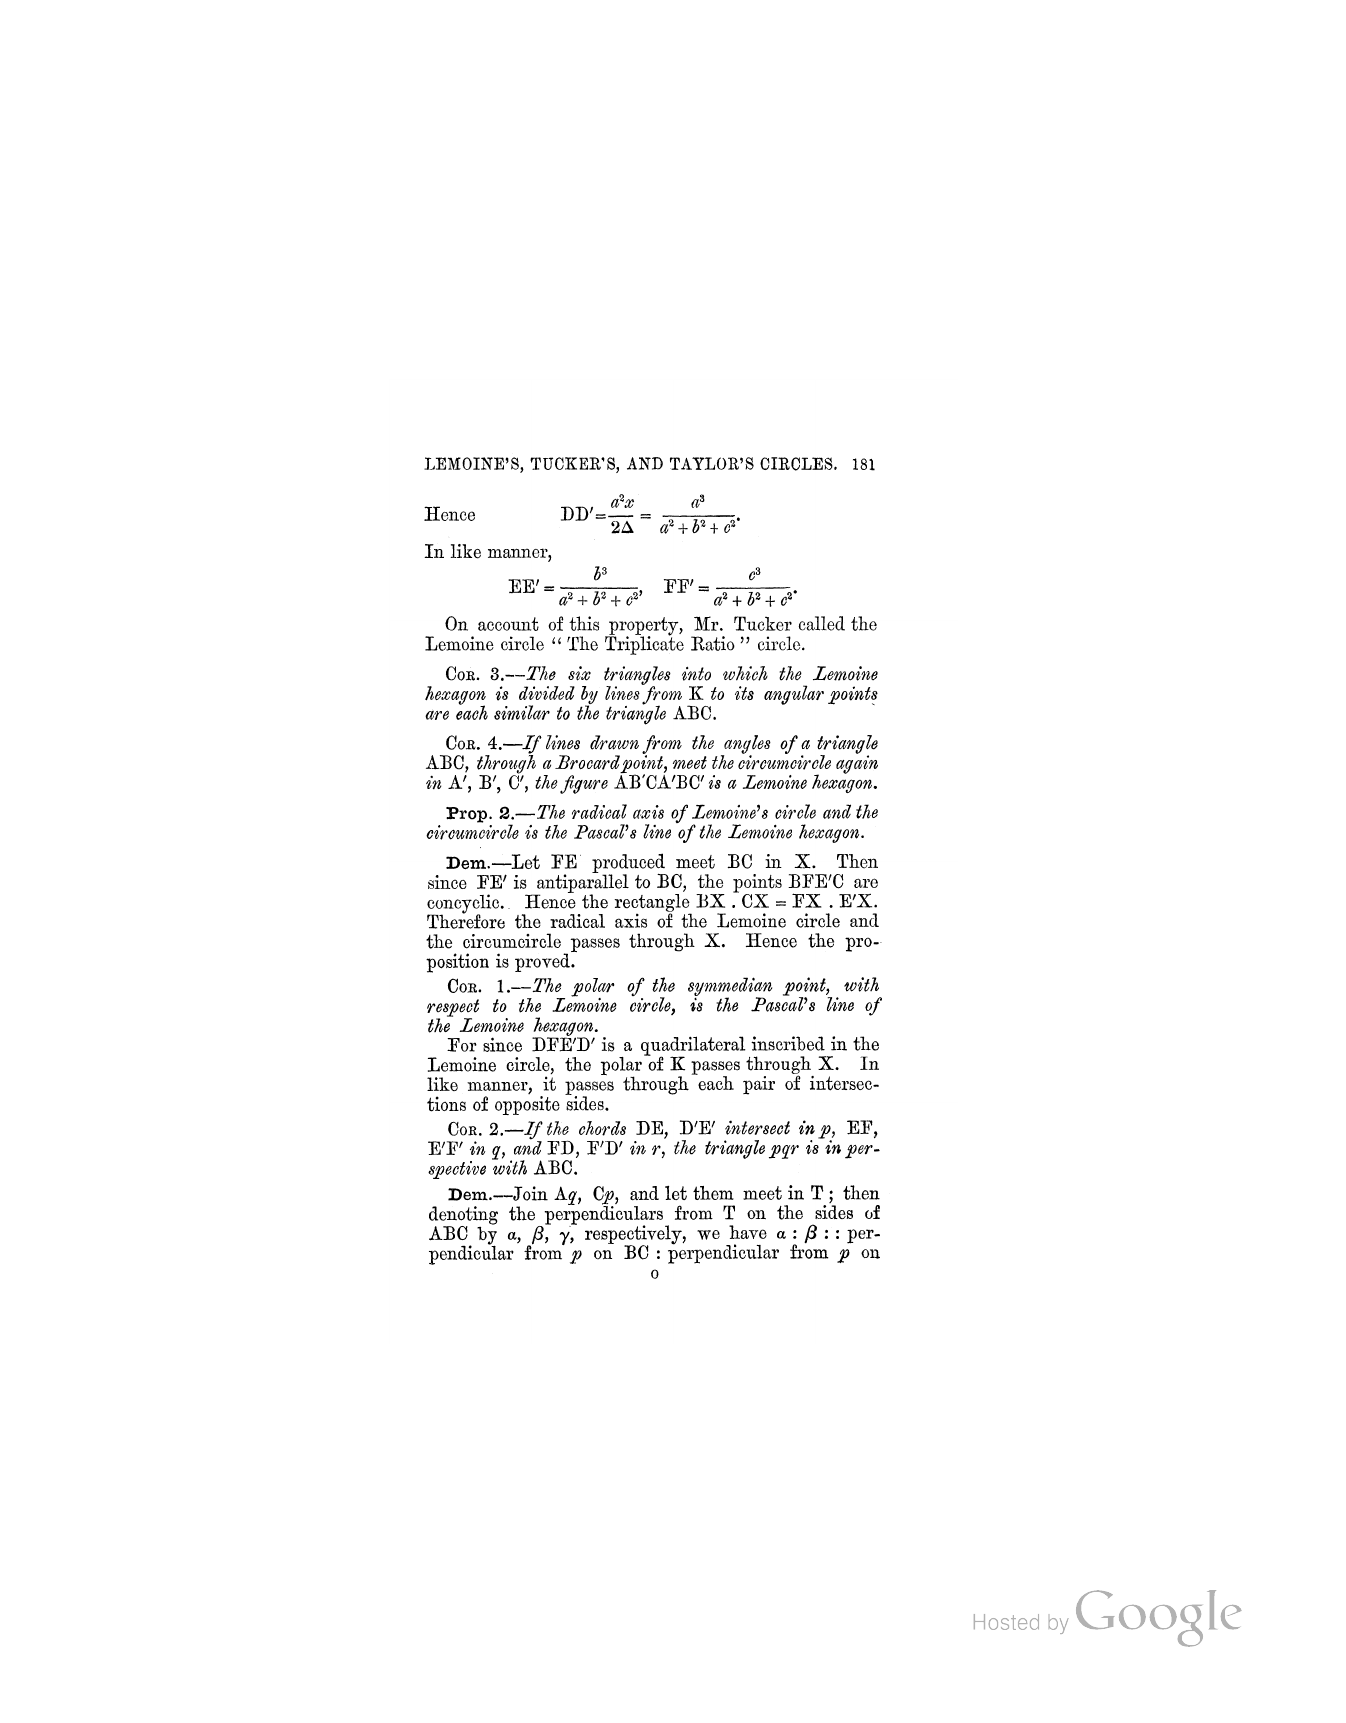 LEMOINE'S, TUCKER'S, AND TAYLOR'S CIRCLES. 181
Hence DD′ = a²x/2Δ = a³/(a² + b² + c²).
In like manner,
EE′ = b³/(a² + b² + c²), FF′ = c³/(a² + b² + c²).
On account of this property, Mr. Tucker called the
Lemoine circle “The Triplicate Ratio” circle.
COR. 3.—The six triangles into which the Lemoine
hexagon is divided by lines from K to its angular points
are each similar to the triangle ABC.
COR. 4.—If lines drawn from the angles of a triangle
ABC, through a Brocard point, meet the circumcircle again
in A′, B′, C′, the figure AB′CA′BC′ is a Lemoine hexagon.
Prop. 2.—The radical axis of Lemoine's circle and the
circumcircle is the Pascal's line of the Lemoine hexagon.
Dem.—Let FE produced meet BC in X. Then
since FE′ is antiparallel to BC, the points BFE′C are
concyclic. Hence the rectangle BX . CX = FX . E′X.
Therefore the radical axis of the Lemoine circle and
the circumcircle passes through X. Hence the pro-
position is proved.
COR. 1.—The polar of the symmedian point, with
respect to the Lemoine circle, is the Pascal's line of
the Lemoine hexagon.
For since DFE′D′ is a quadrilateral inscribed in the
Lemoine circle, the polar of K passes through X. In
like manner, it passes through each pair of intersec-
tions of opposite sides.
COR. 2.—If the chords DE, D′E′ intersect in p, EF,
E′F′ in q, and FD, F′D′ in r, the triangle pqr is in per-
spective with ABC.
Dem.—Join Aq, Cp, and let them meet in T ; then
denoting the perpendiculars from T on the sides of
ABC by α, β, γ, respectively, we have α : β : : per-
pendicular from p on BC : perpendicular from p on
O
Hosted by Google